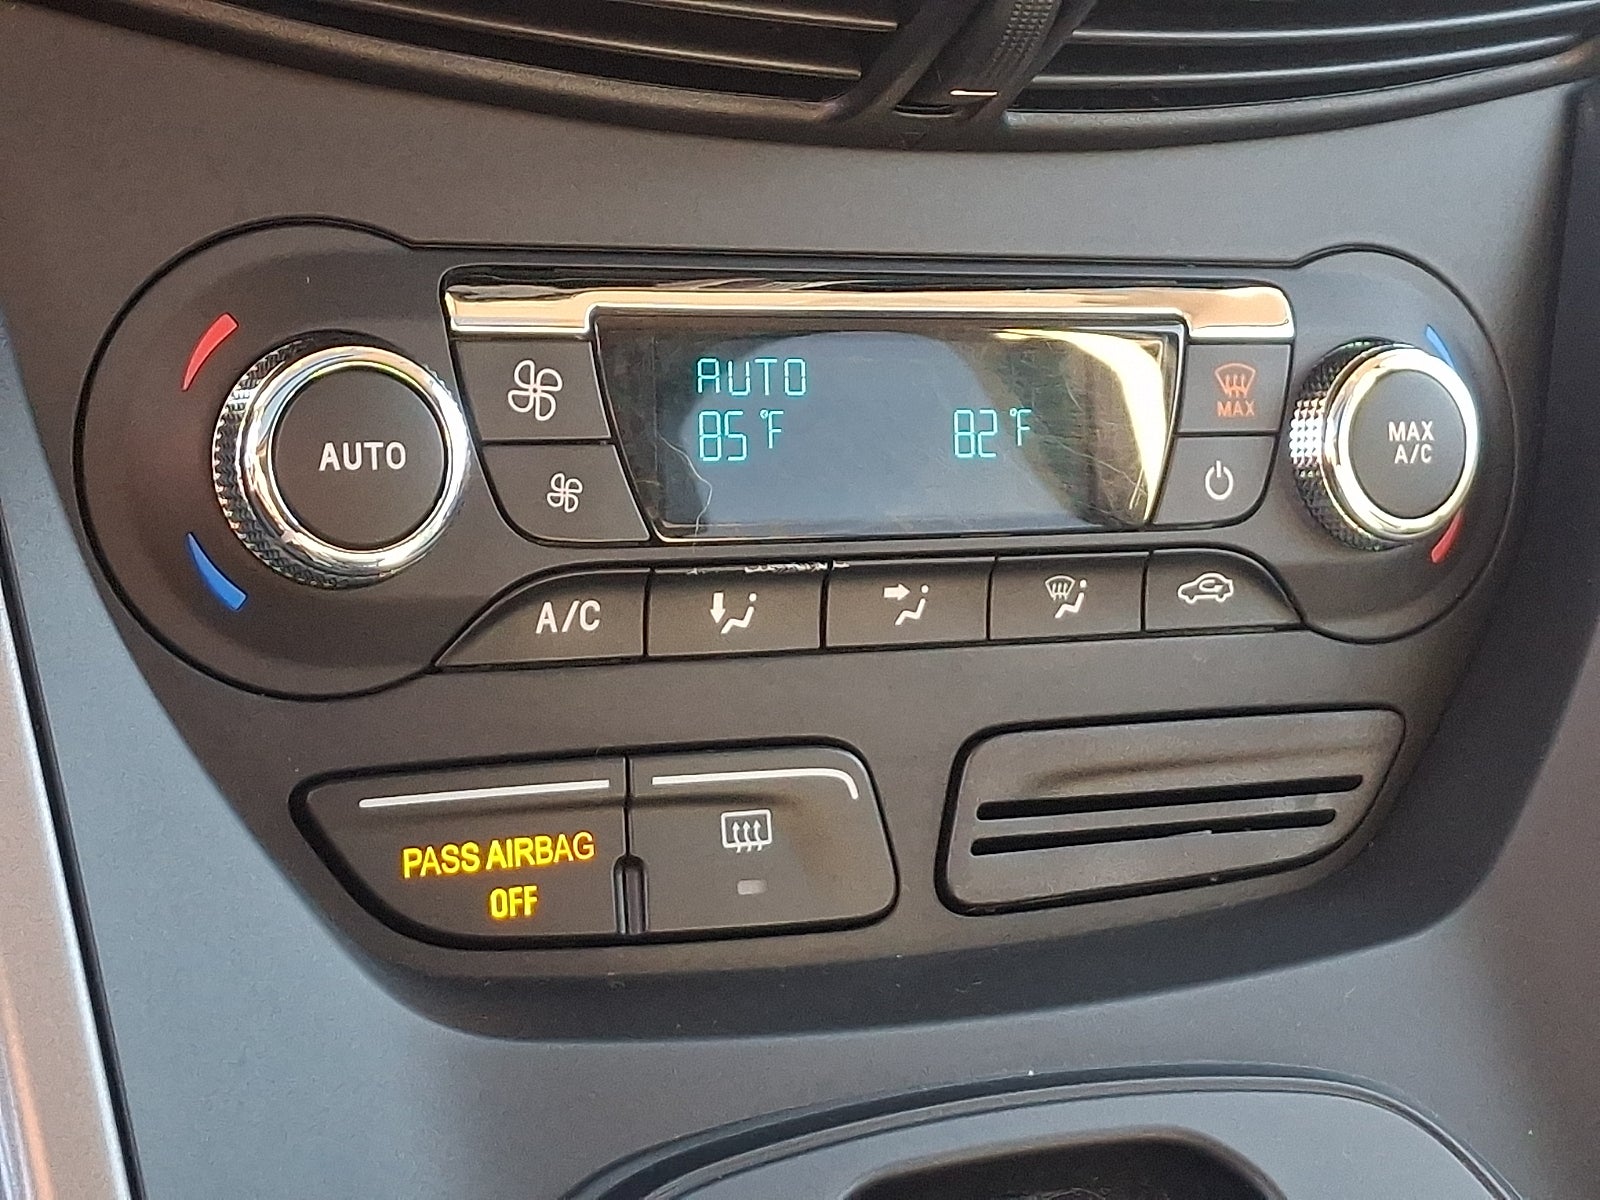 AUTO
AUTO
85°F 82°F
MAX
MAX
A/C
A/C
PASS AIRBAG
OFF